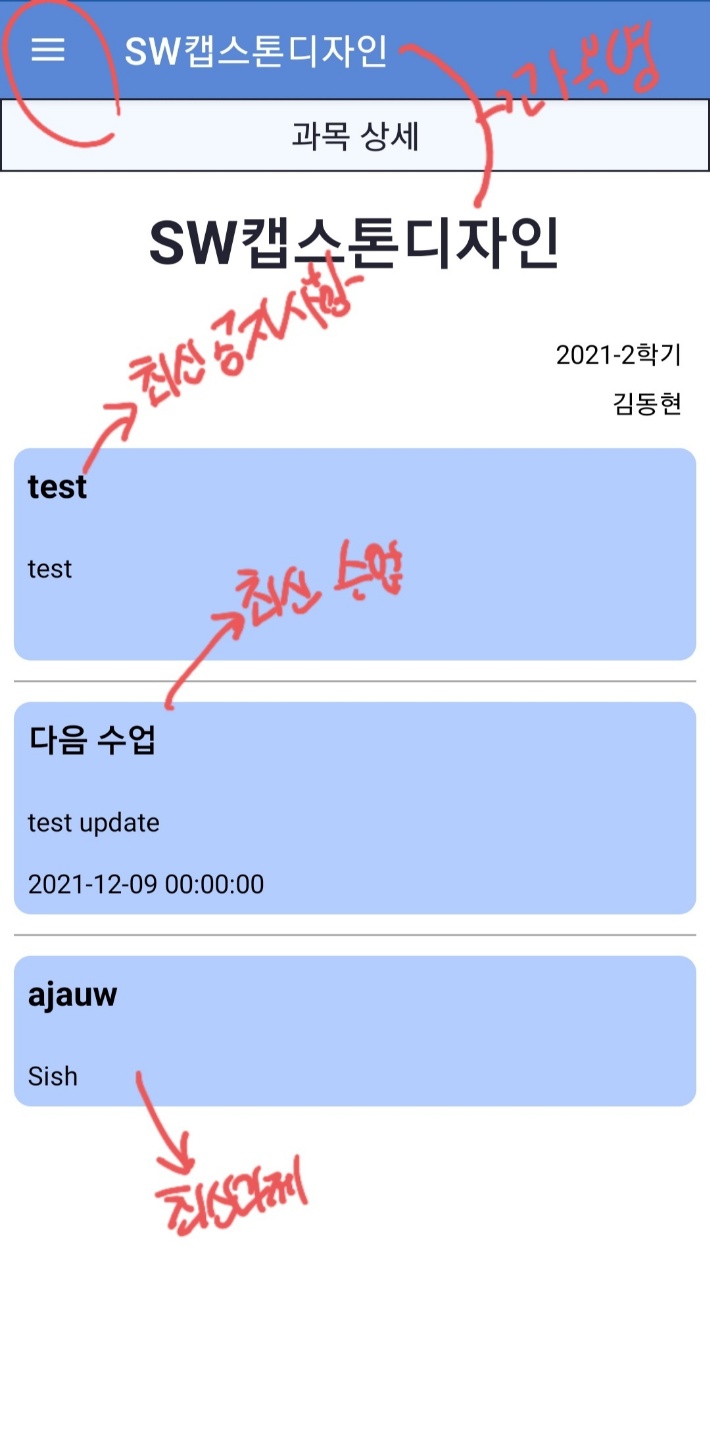 SW캡스톤디자인
과목명
과목 상세
SW캡스톤디자인
최신 공지사항
2021-2학기
김동현
test
test
최신 수업
다음 수업
test update
2021-12-09 00:00:00
ajauw
Sish
최신과제